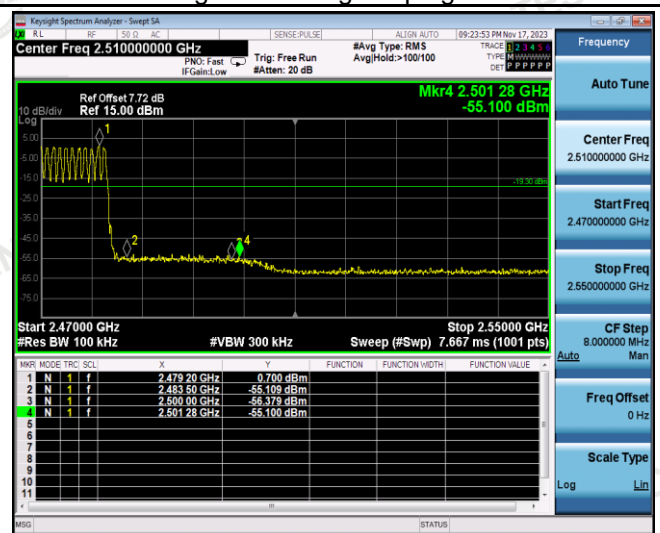 Keysight Spectrum Analyzer - Swept SA
RL RF 50 Ω AC SENSE:PULSE ALIGN AUTO 09:23:53 PM Nov 17, 2023
Center Freq 2.510000000 GHz #Avg Type: RMS TRACE 1 2 3 4 5 6
PNO: Fast Trig: Free Run Avg|Hold:>100/100 TYPE M WWWWW
IFGain:Low #Atten: 20 dB DET P P P P P P
Mkr4 2.501 28 GHz
Ref Offset 7.72 dB
10 dB/div Ref 15.00 dBm -55.100 dBm
Log
5.00
-5.00
-15.0
-25.0
-35.0
-45.0
-55.0
-65.0
-75.0
1
-19.30 dBm
2
4
Start 2.47000 GHz Stop 2.55000 GHz
#Res BW 100 kHz #VBW 300 kHz Sweep (#Swp) 7.667 ms (1001 pts)
MKR MODE TRC SCL X Y FUNCTION FUNCTION WIDTH FUNCTION VALUE
1 N 1 f 2.479 20 GHz 0.700 dBm
2 N 1 f 2.483 50 GHz -55.109 dBm
3 N 1 f 2.500 00 GHz -56.379 dBm
4 N 1 f 2.501 28 GHz -55.100 dBm
5
6
7
8
9
10
11
MSG STATUS
Frequency
Auto Tune
Center Freq
2.510000000 GHz
Start Freq
2.470000000 GHz
Stop Freq
2.550000000 GHz
CF Step
8.000000 MHz
Auto Man
Freq Offset
0 Hz
Scale Type
Log Lin